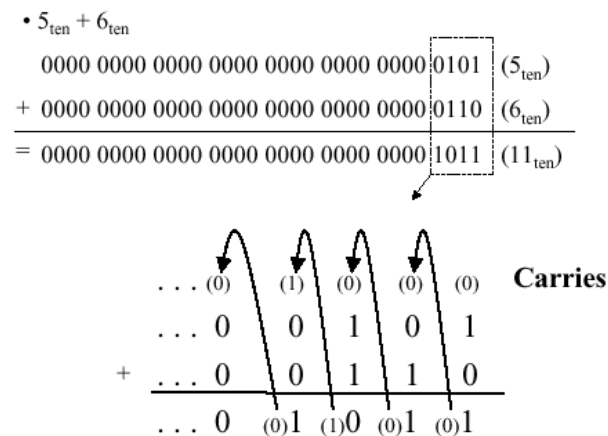 • 5ten + 6ten
0000 0000 0000 0000 0000 0000 0000 0101 (5ten)
+ 0000 0000 0000 0000 0000 0000 0000 0110 (6ten)
= 0000 0000 0000 0000 0000 0000 0000 1011 (11ten)
. . . (0) (1) (0) (0) (0) Carries
. . . 0 0 1 0 1
+ . . . 0 0 1 1 0
. . . 0 (0)1 (1)0 (0)1 (0)1